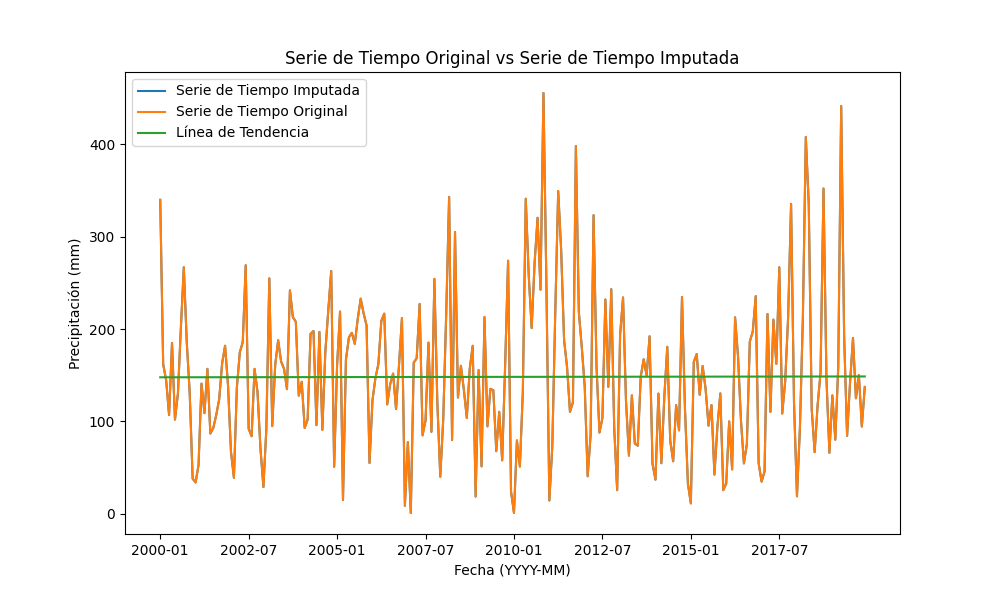 Serie de Tiempo Original vs Serie de Tiempo Imputada
Serie de Tiempo Imputada
Serie de Tiempo Original
Línea de Tendencia
400
300
200
100
0
Precipitación (mm)
2000-01 2002-07 2005-01 2007-07 2010-01 2012-07 2015-01 2017-07
Fecha (YYYY-MM)